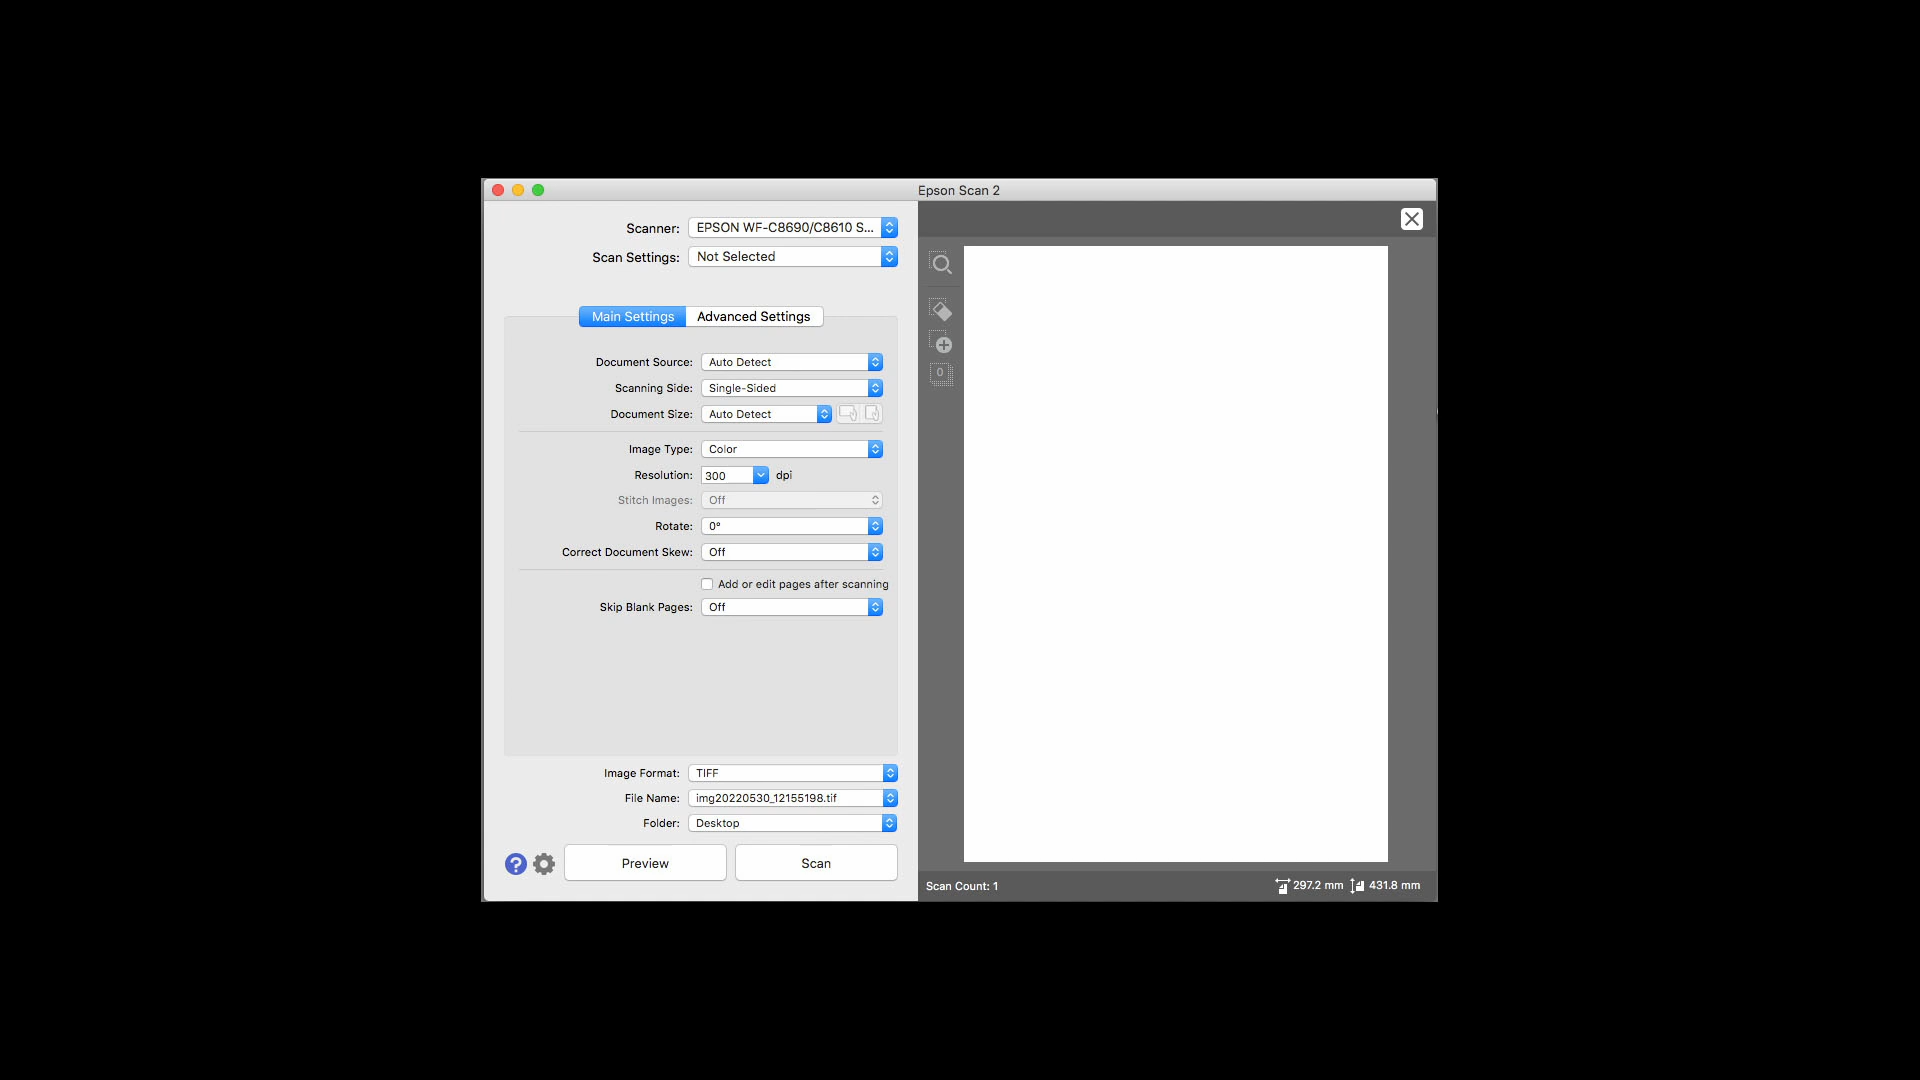 Epson Scan 2
Scanner: EPSON WF-C8690/C8610 S...
Scan Settings: Not Selected
Main Settings Advanced Settings
Document Source: Auto Detect
Scanning Side: Single-Sided
Document Size: Auto Detect
Image Type: Color
Resolution: 300 dpi
Stitch Images: Off
Rotate: 0°
Correct Document Skew: Off
Add or edit pages after scanning
Skip Blank Pages: Off
Image Format: TIFF
File Name: img20220530_12155198.tif
Folder: Desktop
? Preview Scan
0
Scan Count: 1 297.2 mm 431.8 mm